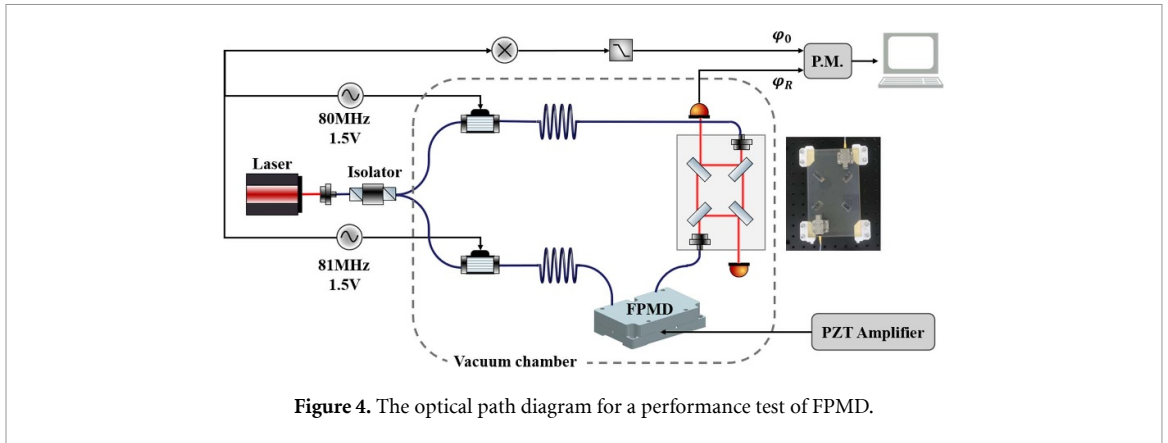 φ0
P.M.
φR
80MHz
1.5V
Laser
Isolator
81MHz
1.5V
FPMD
PZT Amplifier
Vacuum chamber
Figure 4. The optical path diagram for a performance test of FPMD.